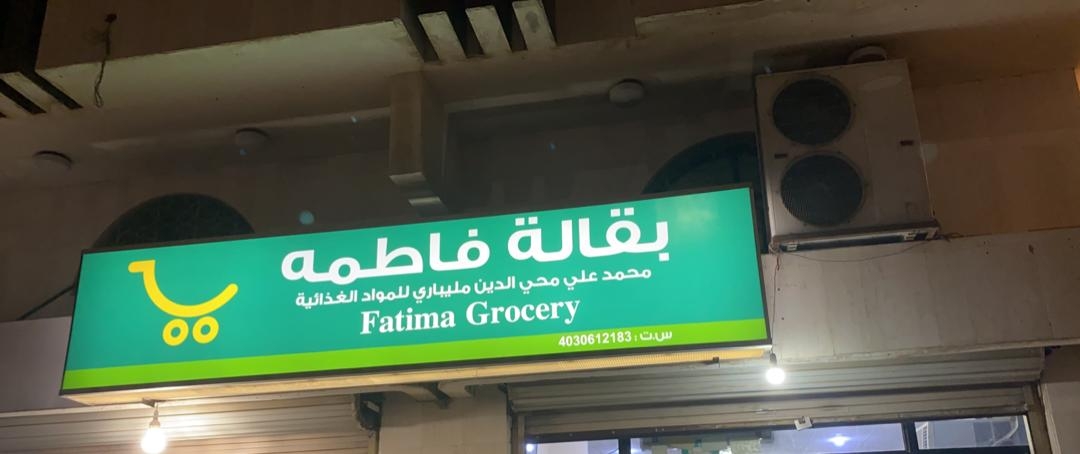 بقالة فاطمه
محمد علي محي الدين مليباري للمواد الغذائية
Fatima Grocery
س.ت : 4030612183